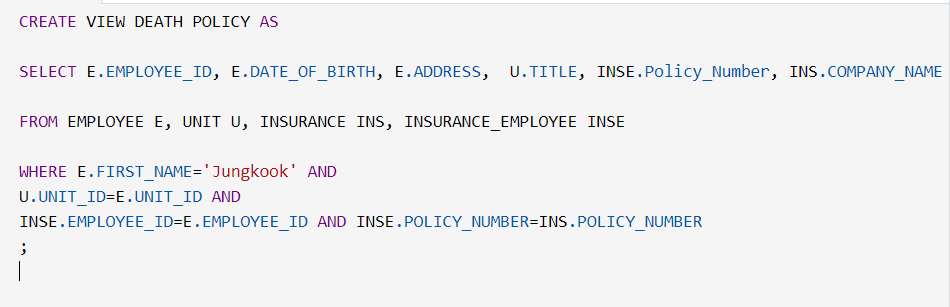 CREATE VIEW DEATH POLICY AS
SELECT E.EMPLOYEE_ID, E.DATE_OF_BIRTH, E.ADDRESS,  U.TITLE, INSE.Policy_Number, INS.COMPANY_NAME
FROM EMPLOYEE E, UNIT U, INSURANCE INS, INSURANCE_EMPLOYEE INSE
WHERE E.FIRST_NAME='Jungkook' AND
U.UNIT_ID=E.UNIT_ID AND
INSE.EMPLOYEE_ID=E.EMPLOYEE_ID AND INSE.POLICY_NUMBER=INS.POLICY_NUMBER
;